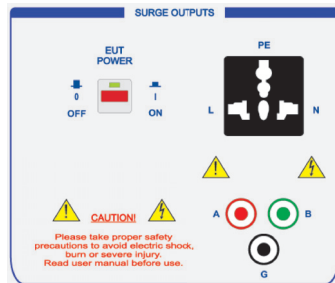 SURGE OUTPUTS
EUT
POWER
0
I
OFF
ON
PE
L
N
CAUTION!
Please take proper safety
precautions to avoid electric shock,
burn or severe injury.
Read user manual before use.
A
B
G